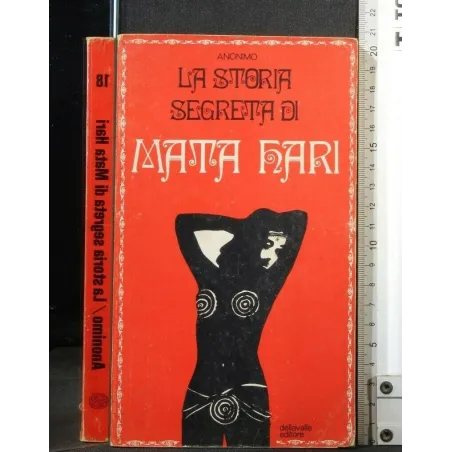 18
Anonimo / La storia segreta di Mata Hari
ANONIMO
LA STORIA
SEGRETA DI
MATA HARI
dellavalle
editore